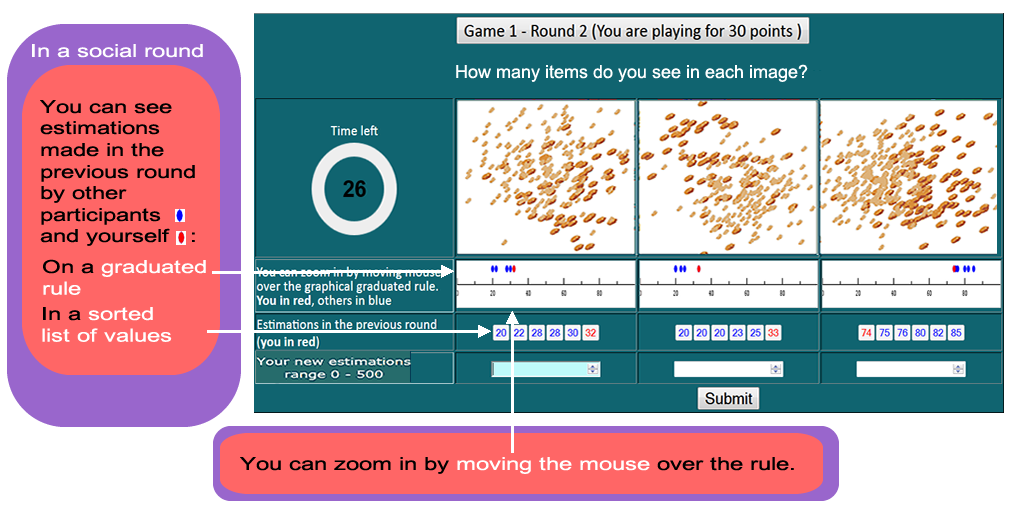 In a social round
You can see
estimations
made in the
previous round
by other
participants
and yourself :
On a graduated
rule
In a sorted
list of values
Game 1 - Round 2 (You are playing for 30 points )
How many items do you see in each image?
Time left
26
You can zoom in by moving mouse
over the graphical graduated rule.
You in red, others in blue
0 20 40 60 80
0 20 40 60 80
0 20 40 60 80
Estimations in the previous round
(you in red)
20 22 28 28 30 32
20 20 20 23 25 33
74 75 76 80 82 85
Your new estimations
range 0 - 500
Submit
You can zoom in by moving the mouse over the rule.